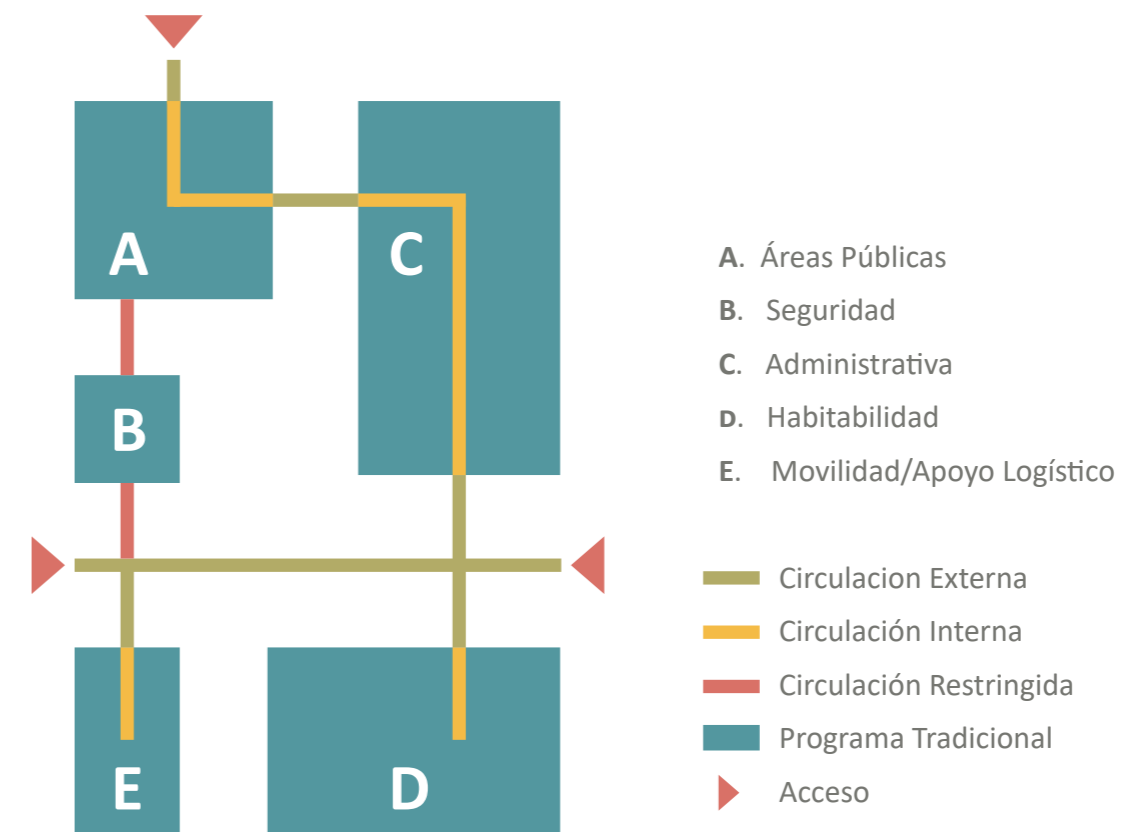 A
C
B
E
D
A. Áreas Públicas
B. Seguridad
C. Administrativa
D. Habitabilidad
E. Movilidad/Apoyo Logístico
Circulacion Externa
Circulación Interna
Circulación Restringida
Programa Tradicional
Acceso